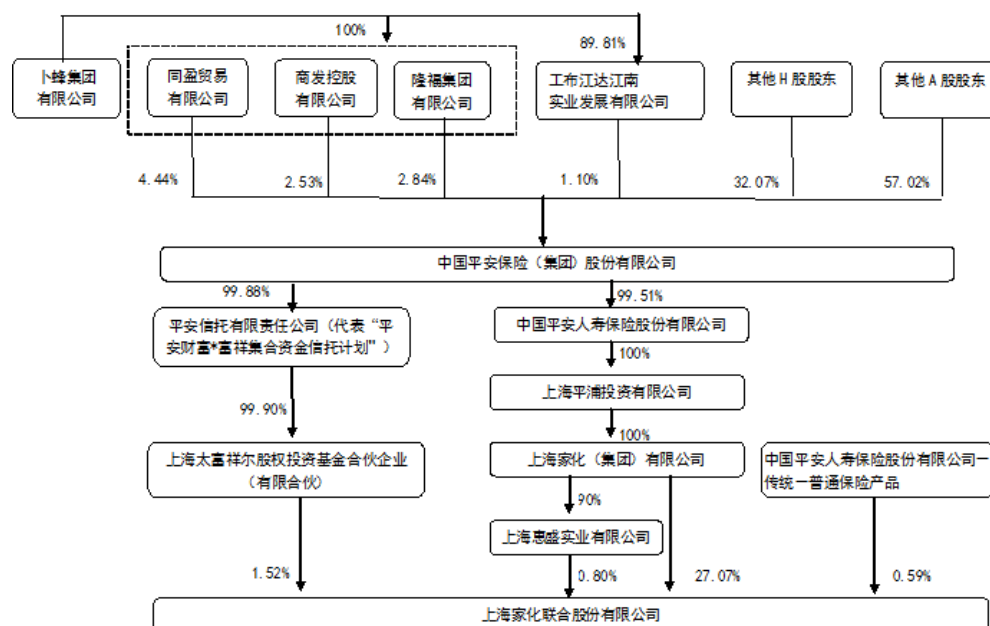 100%
89.81%
卜蜂集团
有限公司
同盈贸易
有限公司
商发控股
有限公司
隆福集团
有限公司
工布江达江南
实业发展有限公司
其他H股股东
其他A股股东
4.44%
2.53%
2.84%
1.10%
32.07%
57.02%
中国平安保险（集团）股份有限公司
99.88%
99.51%
平安信托有限责任公司（代表“平
安财富*富祥集合资金信托计划”）
中国平安人寿保险股份有限公司
100%
上海平浦投资有限公司
99.90%
100%
上海太富祥尔股权投资基金合伙企业
（有限合伙）
上海家化（集团）有限公司
中国平安人寿保险股份有限公司—
传统—普通保险产品
90%
上海惠盛实业有限公司
1.52%
0.80%
27.07%
0.59%
上海家化联合股份有限公司